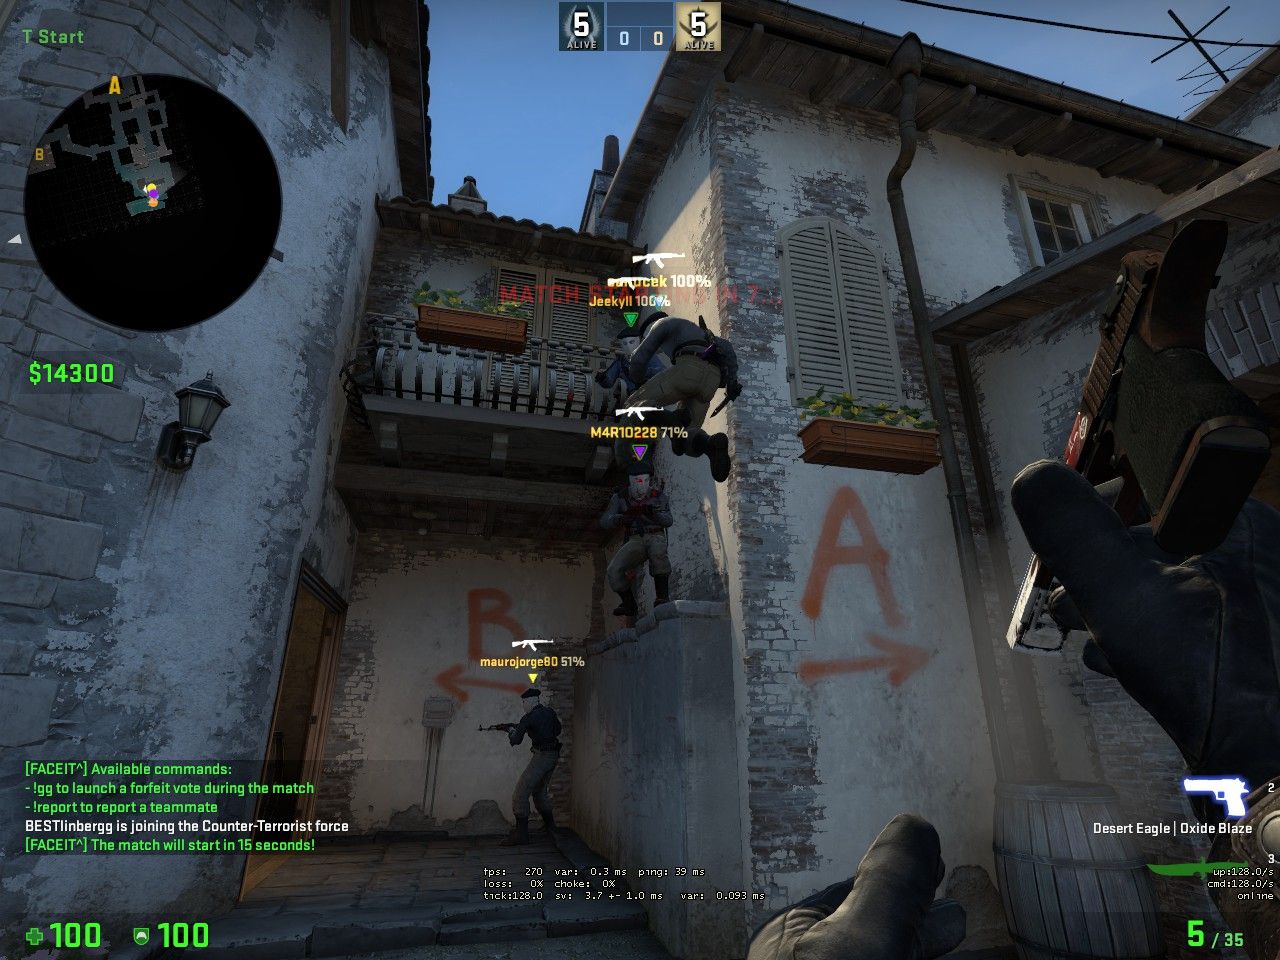 T Start
5
ALIVE
0
0
5
ALIVE
A
B
100%
Jeekyll 100%
$14300
M4R10228 71%
A
B
maurojorge80 51%
[FACEIT^] Available commands:
- !gg to launch a forfeit vote during the match
- !report to report a teammate
BESTlinbergg is joining the Counter-Terrorist force
[FACEIT^] The match will start in 15 seconds!
2
Desert Eagle | Oxide Blaze
3
fps: 270 var: 0.3 ms ping: 39 ms
loss: 0% choke: 0%
tick:128.0 sv: 3.7 +- 1.0 ms var: 0.093 ms
up:128.0/s
cmd:128.0/s
online
100
100
5 / 35